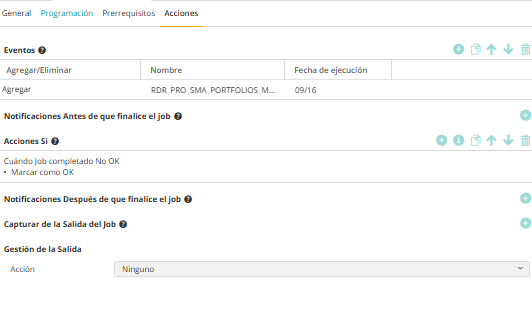 General Programación Prerrequisitos Acciones
Eventos
Agregar/Eliminar Nombre Fecha de ejecución
Agregar RDR_PRO_SMA_PORTFOLIOS_M... 09/16
Notificaciones Antes de que finalice el job
Acciones Si
Cuándo Job completado No OK
• Marcar como OK
Notificaciones Después de que finalice el job
Capturar de la Salida del Job
Gestión de la Salida
Acción Ninguno